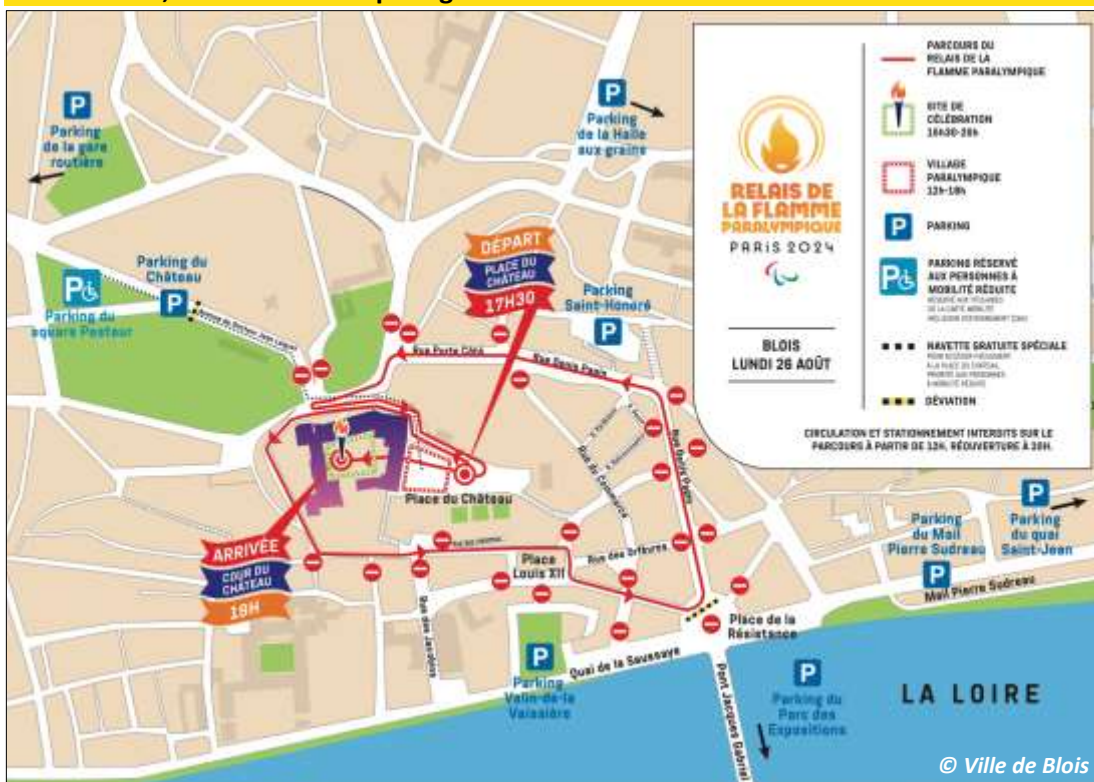 PARCOURS DU
RELAIS DE LA
FLAMME PARALYMPIQUE
SITE DE
CÉLÉBRATION
VILLAGE
PARALYMPIQUE
12H-18H
PARKING
PARKING RÉSERVÉ
AUX PERSONNES À
MOBILITÉ RÉDUITE
NAVETTE GRATUITE SPÉCIALE
DÉVIATION
RELAIS DE
LA FLAMME
PARALYMPIQUE
PARIS 2024
BLOIS
LUNDI 26 AOÛT
CIRCULATION ET STATIONNEMENT INTERDITS SUR LE
PARCOURS À PARTIR DE 12H. RÉOUVERTURE À 20H.
P
Parking
de la gare
routière
P
Parking
de la Halle
aux grains
Parking du
Château
P
P
Parking du
square Pasteur
DÉPART
PLACE DU
CHÂTEAU
17H30
Parking
Saint-Honoré
P
Rue Porte Côté
Rue Denis Papin
Rue Denis Papin
Rue du Commerce
Place du Château
ARRIVÉE
COUR DU
CHÂTEAU
19H
Place
Louis XII
Rue des Orfèvres
Rue des Jacobins
Place de la
Résistance
Quai de la Saussaye
P
Parking
Valin-de-la
Vaissière
Pont Jacques Gabriel
P
Parking du
Parc des
Expositions
Parking
du Mail
Pierre Sudreau
P
P
Parking
du quai
Saint-Jean
Mail Pierre Sudreau
LA LOIRE
© Ville de Blois